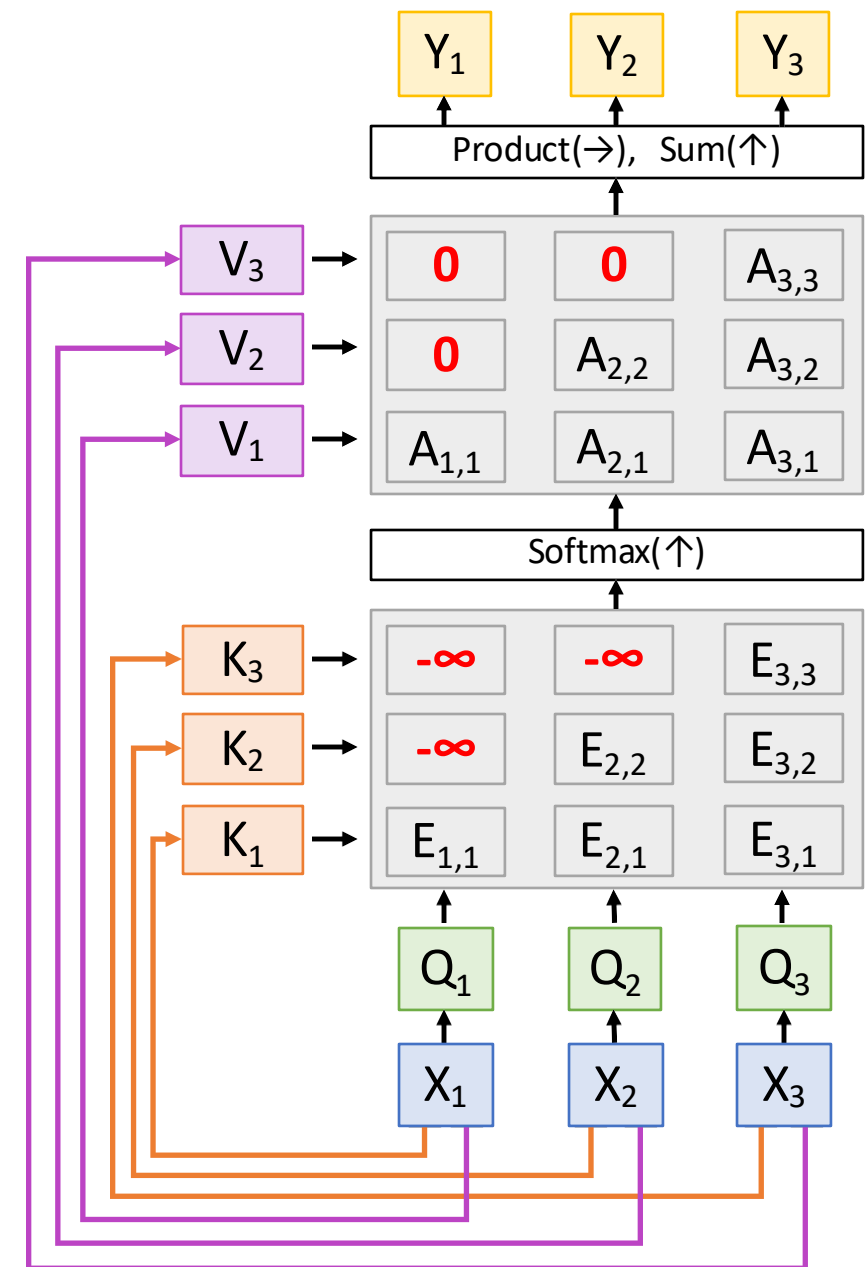 Y₁ Y₂ Y₃
Product(→), Sum(↑)
V₃ 0 0 A₃,₃
V₂ 0 A₂,₂ A₃,₂
V₁ A₁,₁ A₂,₁ A₃,₁
Softmax(↑)
K₃ -∞ -∞ E₃,₃
K₂ -∞ E₂,₂ E₃,₂
K₁ E₁,₁ E₂,₁ E₃,₁
Q₁ Q₂ Q₃
X₁ X₂ X₃